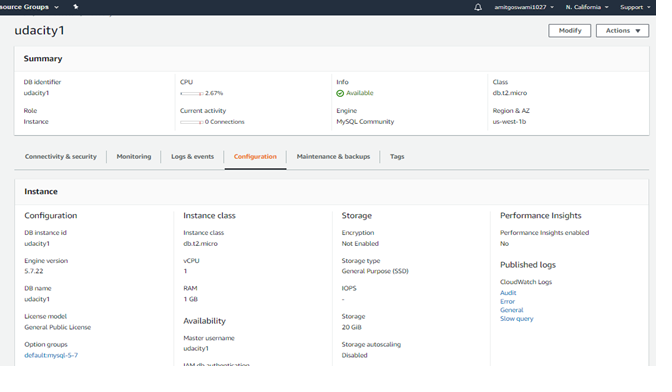 source Groups
amitgoswami1027
N. California
Support
udacity1
Modify
Actions
Summary
DB identifier
udacity1
CPU
2.67%
Info
Available
Class
db.t2.micro
Role
Instance
Current activity
0 Connections
Engine
MySQL Community
Region & AZ
us-west-1b
Connectivity & security
Monitoring
Logs & events
Configuration
Maintenance & backups
Tags
Instance
Configuration
DB instance id
udacity1
Engine version
5.7.22
DB name
udacity1
License model
General Public License
Option groups
default:mysql-5-7
Instance class
Instance class
db.t2.micro
vCPU
1
RAM
1 GB
Availability
Master username
udacity1
IAM db authentication
Storage
Encryption
Not Enabled
Storage type
General Purpose (SSD)
IOPS
-
Storage
20 GiB
Storage autoscaling
Disabled
Performance Insights
Performance Insights enabled
No
Published logs
CloudWatch Logs
Audit
Error
General
Slow query